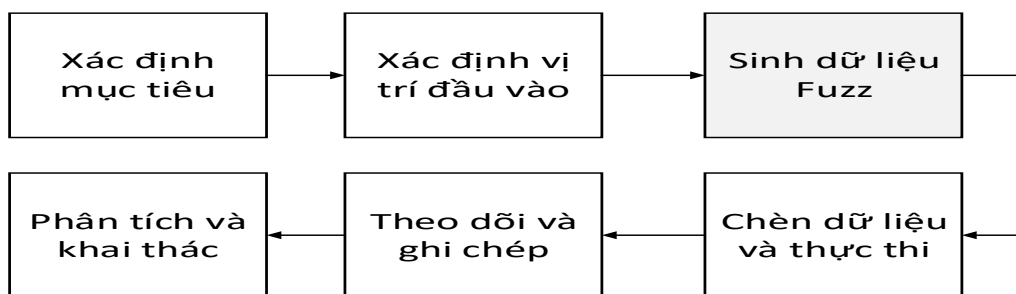 Xác định
mục tiêu
Xác định vị
trí đầu vào
Sinh dữ liệu
Fuzz
Chèn dữ liệu
và thực thi
Theo dõi và
ghi chép
Phân tích và
khai thác